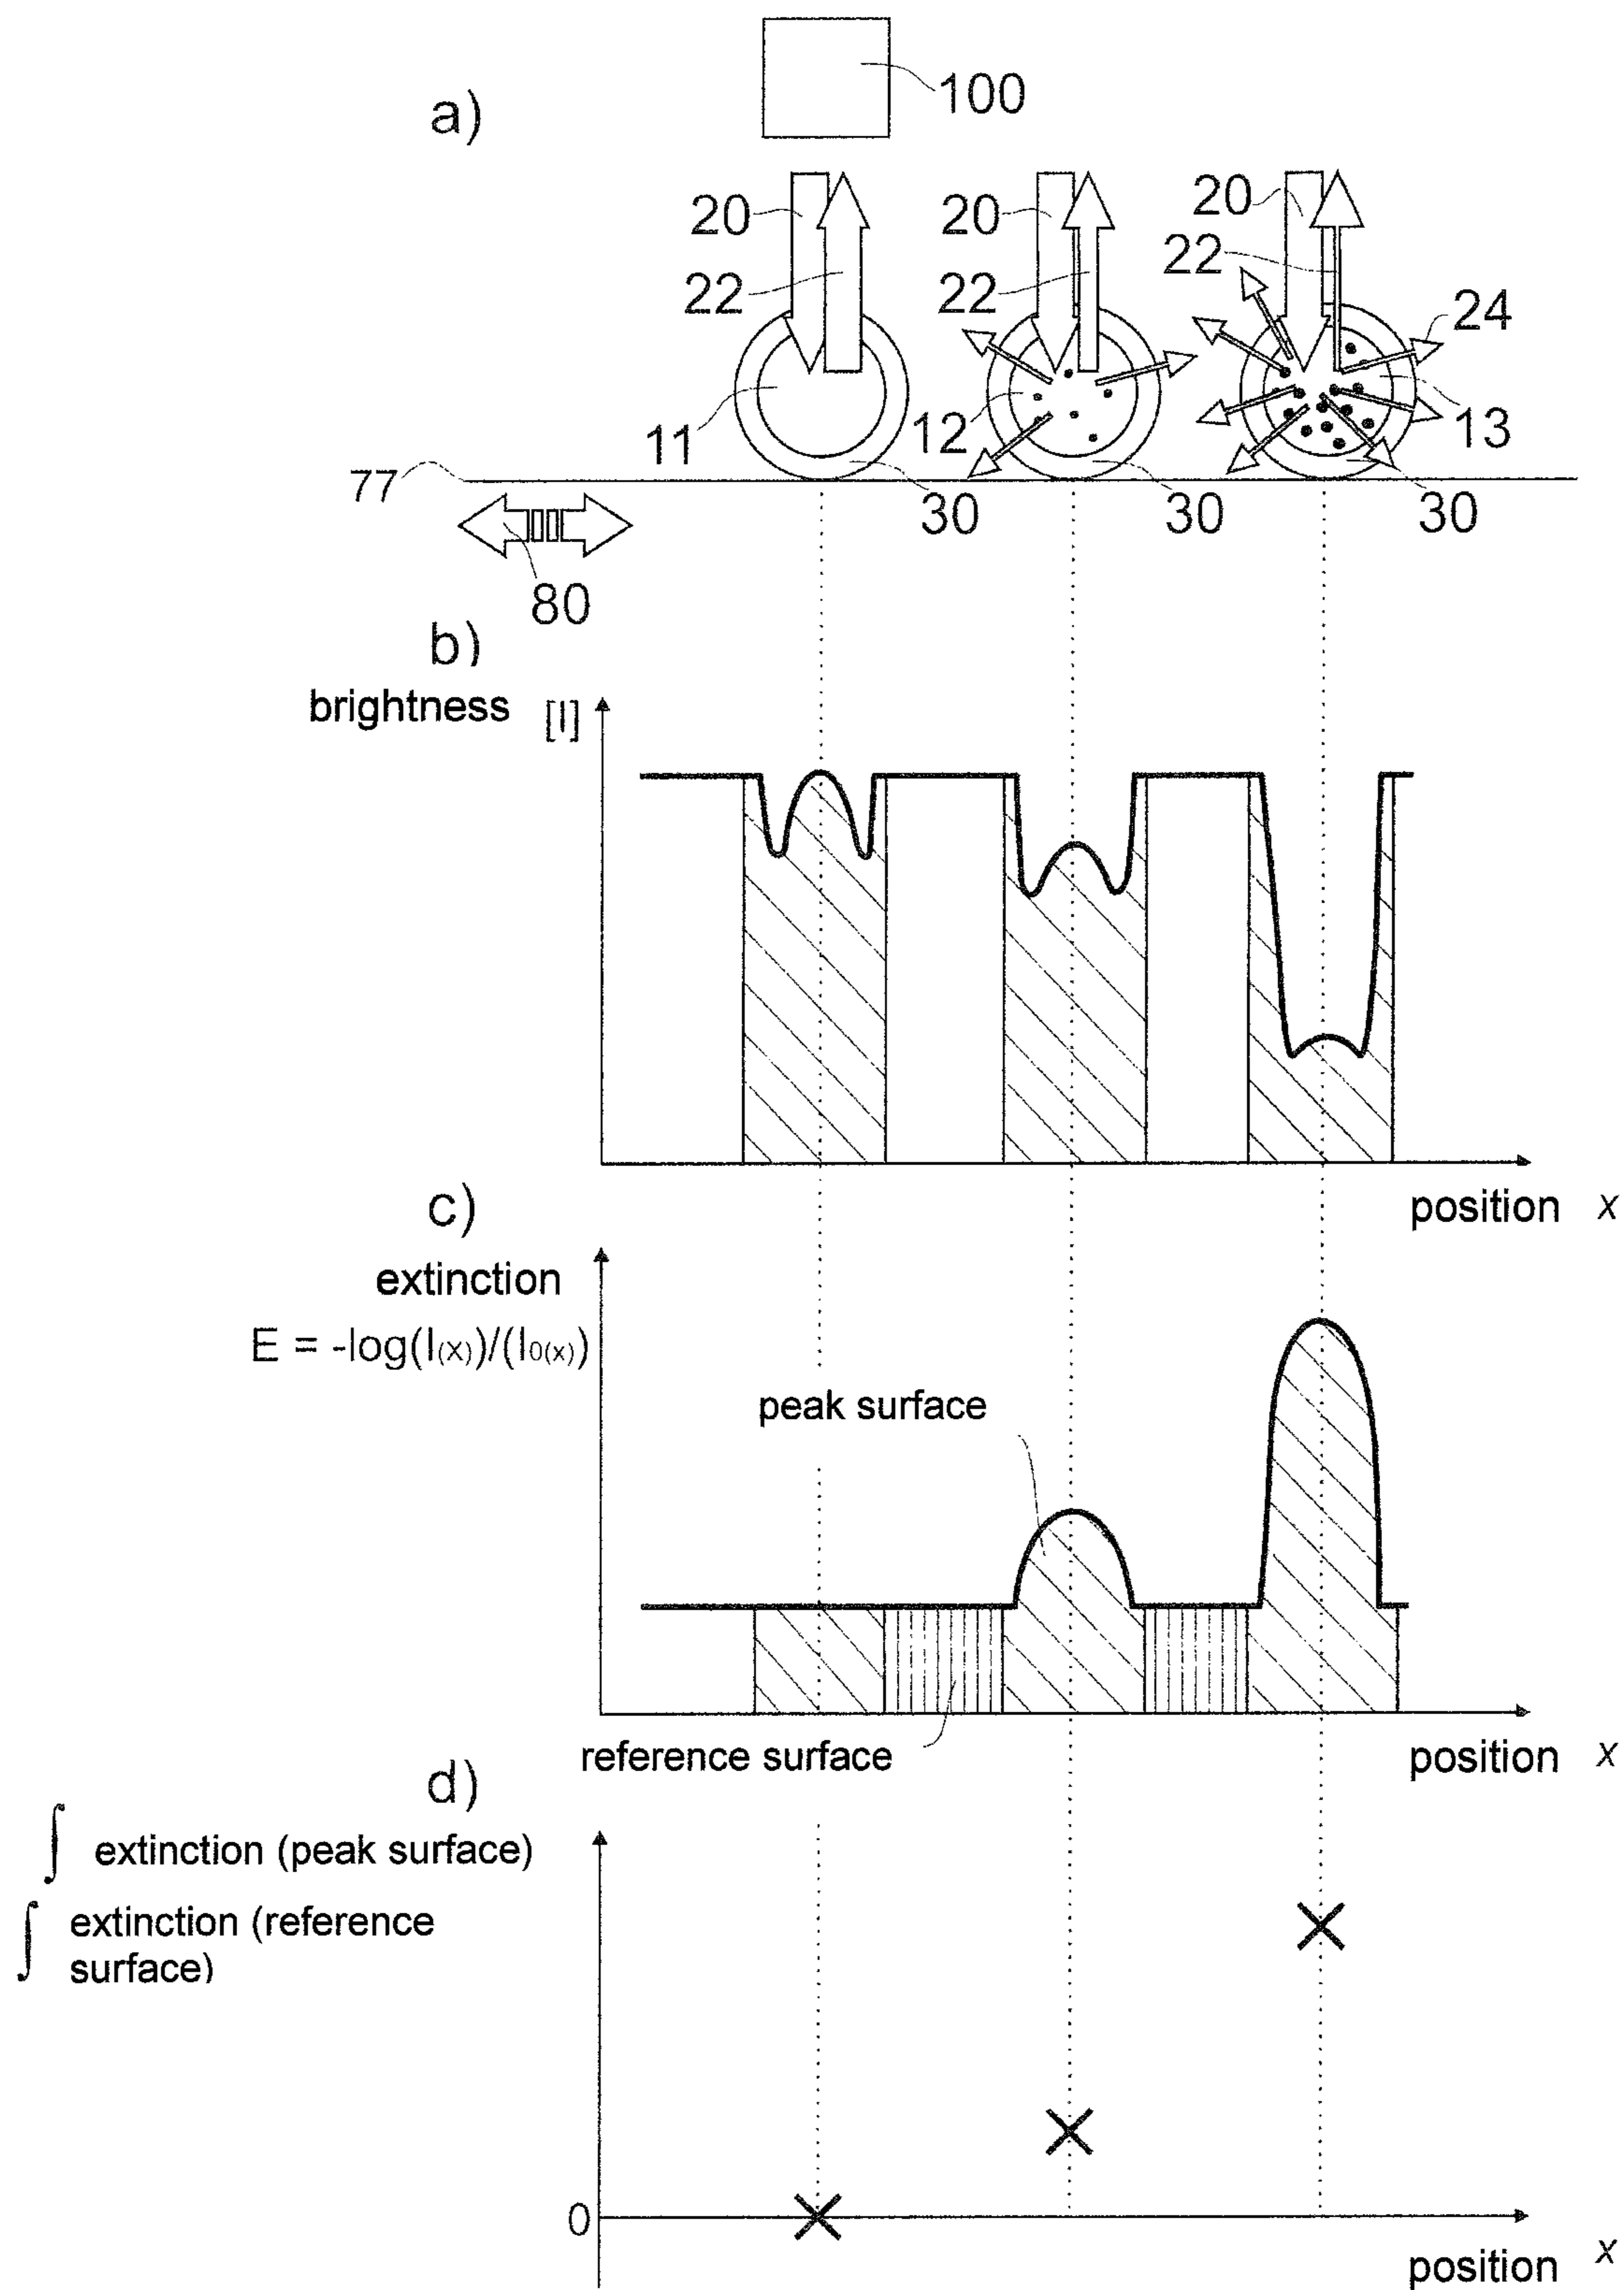 a)
100
20
20
20
22
22
22
24
11
12
13
77
30
30
30
80
b)
brightness [I]
position x
c)
extinction
E = -log(I(x))/(I0(x))
peak surface
reference surface
position x
d)
∫ extinction (peak surface)
∫ extinction (reference
surface)
0
position x